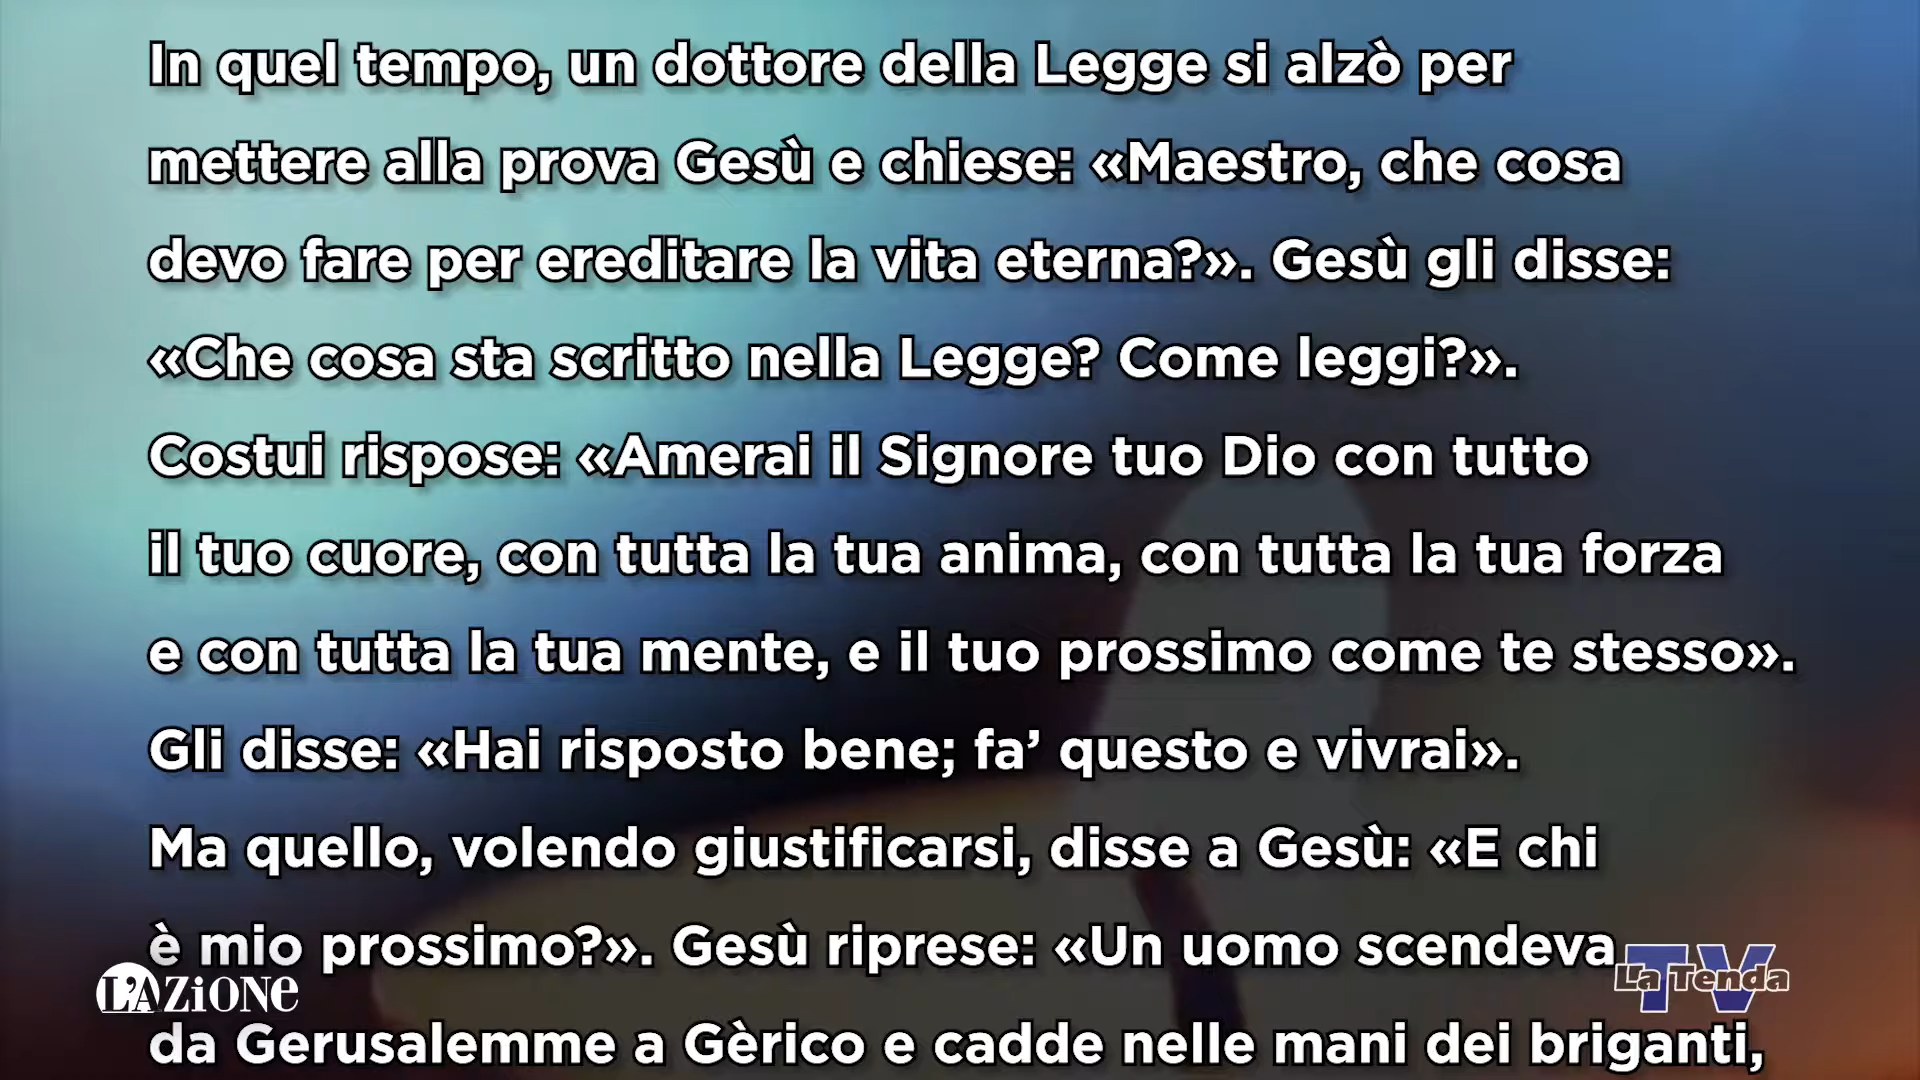 In quel tempo, un dottore della Legge si alzò per
mettere alla prova Gesù e chiese: «Maestro, che cosa
devo fare per ereditare la vita eterna?». Gesù gli disse:
«Che cosa sta scritto nella Legge? Come leggi?».
Costui rispose: «Amerai il Signore tuo Dio con tutto
il tuo cuore, con tutta la tua anima, con tutta la tua forza
e con tutta la tua mente, e il tuo prossimo come te stesso».
Gli disse: «Hai risposto bene; fa’ questo e vivrai».
Ma quello, volendo giustificarsi, disse a Gesù: «E chi
è mio prossimo?». Gesù riprese: «Un uomo scendeva
da Gerusalemme a Gèrico e cadde nelle mani dei briganti,
L'AZiONe
La Tenda TV